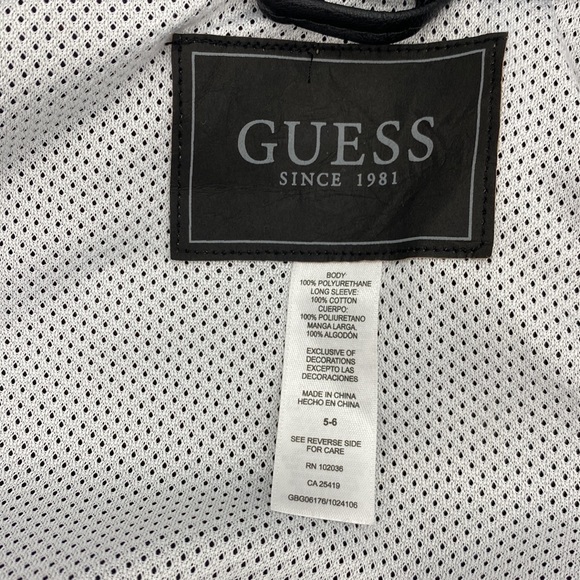 GUESS
SINCE 1981
BODY:
100% POLYURETHANE
LONG SLEEVE:
100% COTTON
CUERPO:
100% POLIURETANO
MANGA LARGA:
100% ALGODÓN
EXCLUSIVE OF
DECORATIONS
EXCEPTO LAS
DECORACIONES
MADE IN CHINA
HECHO EN CHINA
5-6
SEE REVERSE SIDE
FOR CARE
RN 102036
CA 25419
GBG06176/1024106